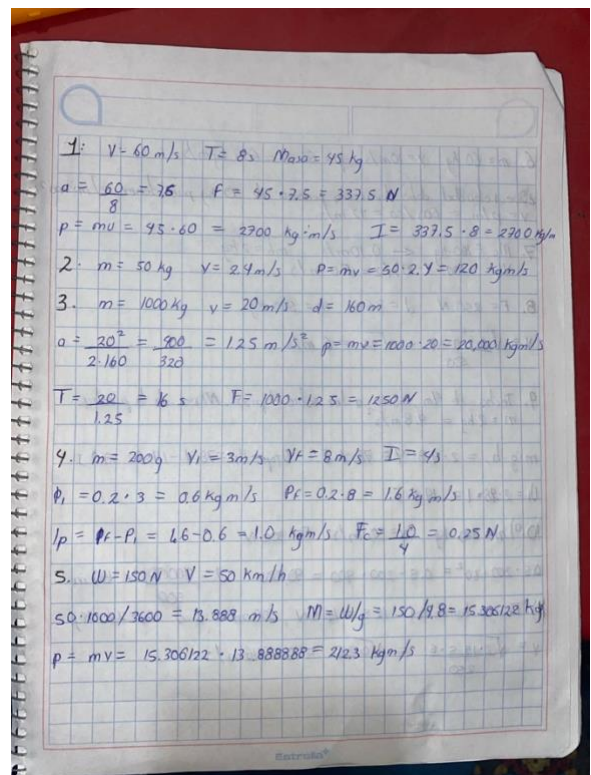 1: V = 60 m/s T = 8s Masa = 45 kg
a = 60/8 = 7.5 F = 45 · 7.5 = 337.5 N
p = mv = 45 · 60 = 2700 kg·m/s I = 337.5 · 8 = 2700 kg/m
2. m = 50 kg V = 2.4 m/s P = mv = 50 · 2.4 = 120 kgm/s
3. m = 1000 kg v = 20 m/s d = 160 m
a = 20²/2·160 = 400/320 = 1.25 m/s² p = mv = 1000 · 20 = 20,000 kgm/s
T = 20/1.25 = 16 s F = 1000 · 1.25 = 1250 N
4. m = 200g V1 = 3m/s Vf = 8m/s I = 4/s
P1 = 0.2 · 3 = 0.6 kg m/s Pf = 0.2 · 8 = 1.6 kg m/s
1p = Pf - P1 = 1.6 - 0.6 = 1.0 kgm/s Fc = 1.0/4 = 0.25 N
5. W = 150 N V = 50 km/h
50 · 1000/3600 = 13.888 m/s M = W/g = 150/9.8 = 15.306122 kg
p = mv = 15.306122 · 13.888888 = 2123 kgm/s